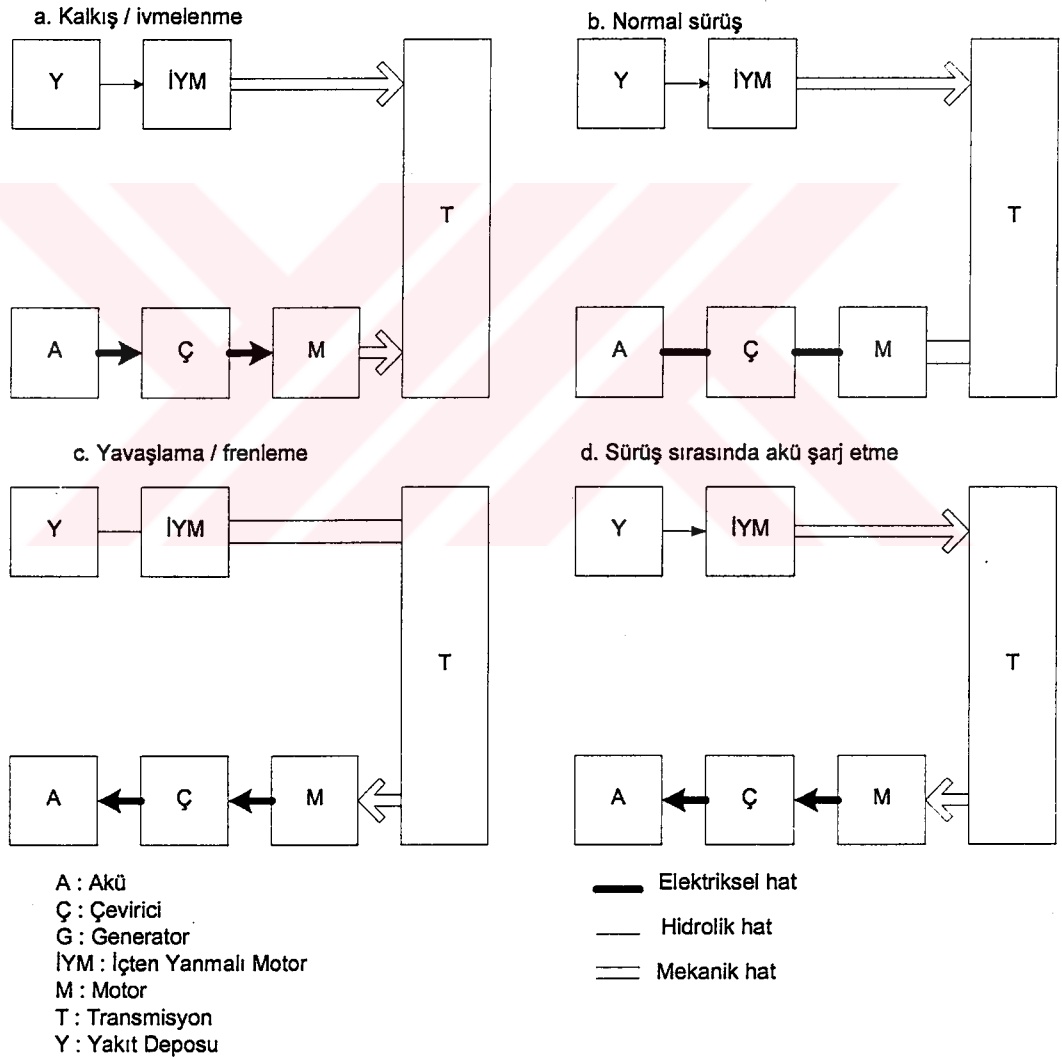 a. Kalkış / ivmelenme
Y
İYM
T
A
Ç
M
b. Normal sürüş
Y
İYM
T
A
Ç
M
c. Yavaşlama / frenleme
Y
İYM
T
A
Ç
M
d. Sürüş sırasında akü şarj etme
Y
İYM
T
A
Ç
M
A : Akü
Ç : Çevirici
G : Generator
İYM : İçten Yanmalı Motor
M : Motor
T : Transmisyon
Y : Yakıt Deposu
Elektriksel hat
Hidrolik hat
Mekanik hat